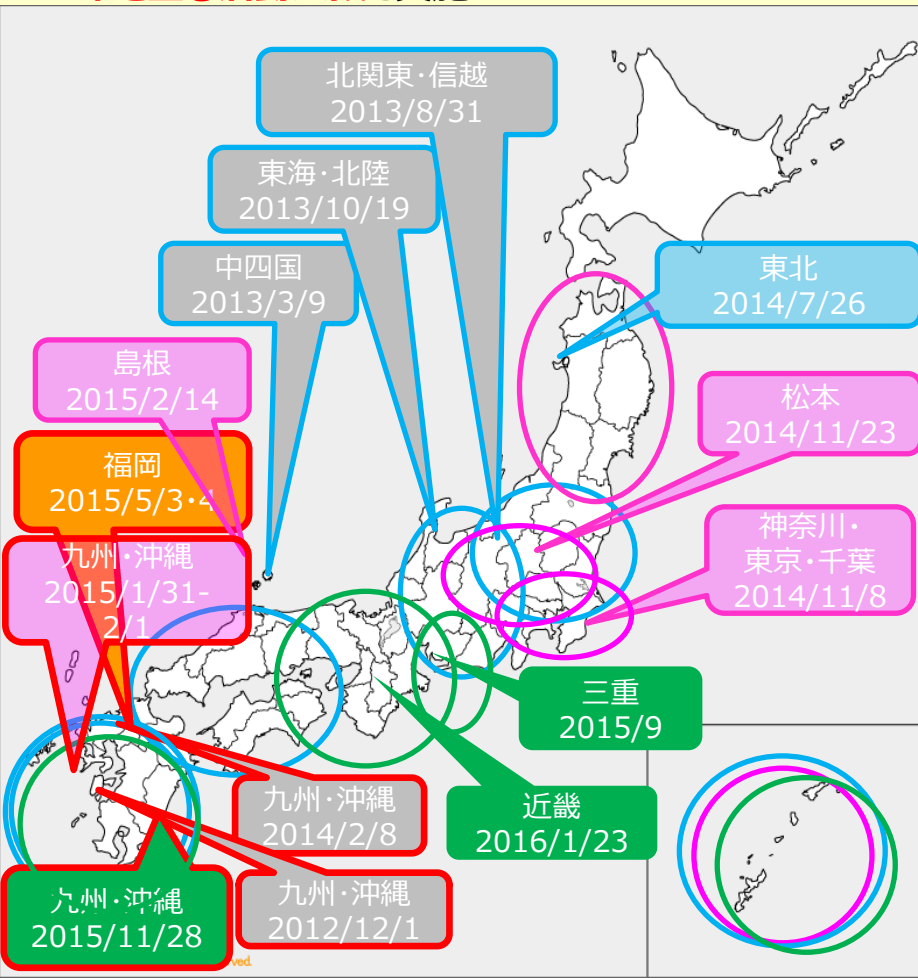 北関東・信越
2013/8/31
東海・北陸
2013/10/19
中四国
2013/3/9
東北
2014/7/26
島根
2015/2/14
松本
2014/11/23
福岡
2015/5/3・4
九州・沖縄
2015/1/31-
2/1
神奈川・
東京・千葉
2014/11/8
三重
2015/9
九州・沖縄
2014/2/8
近畿
2016/1/23
九州・沖縄
2015/11/28
九州・沖縄
2012/12/1
ved.